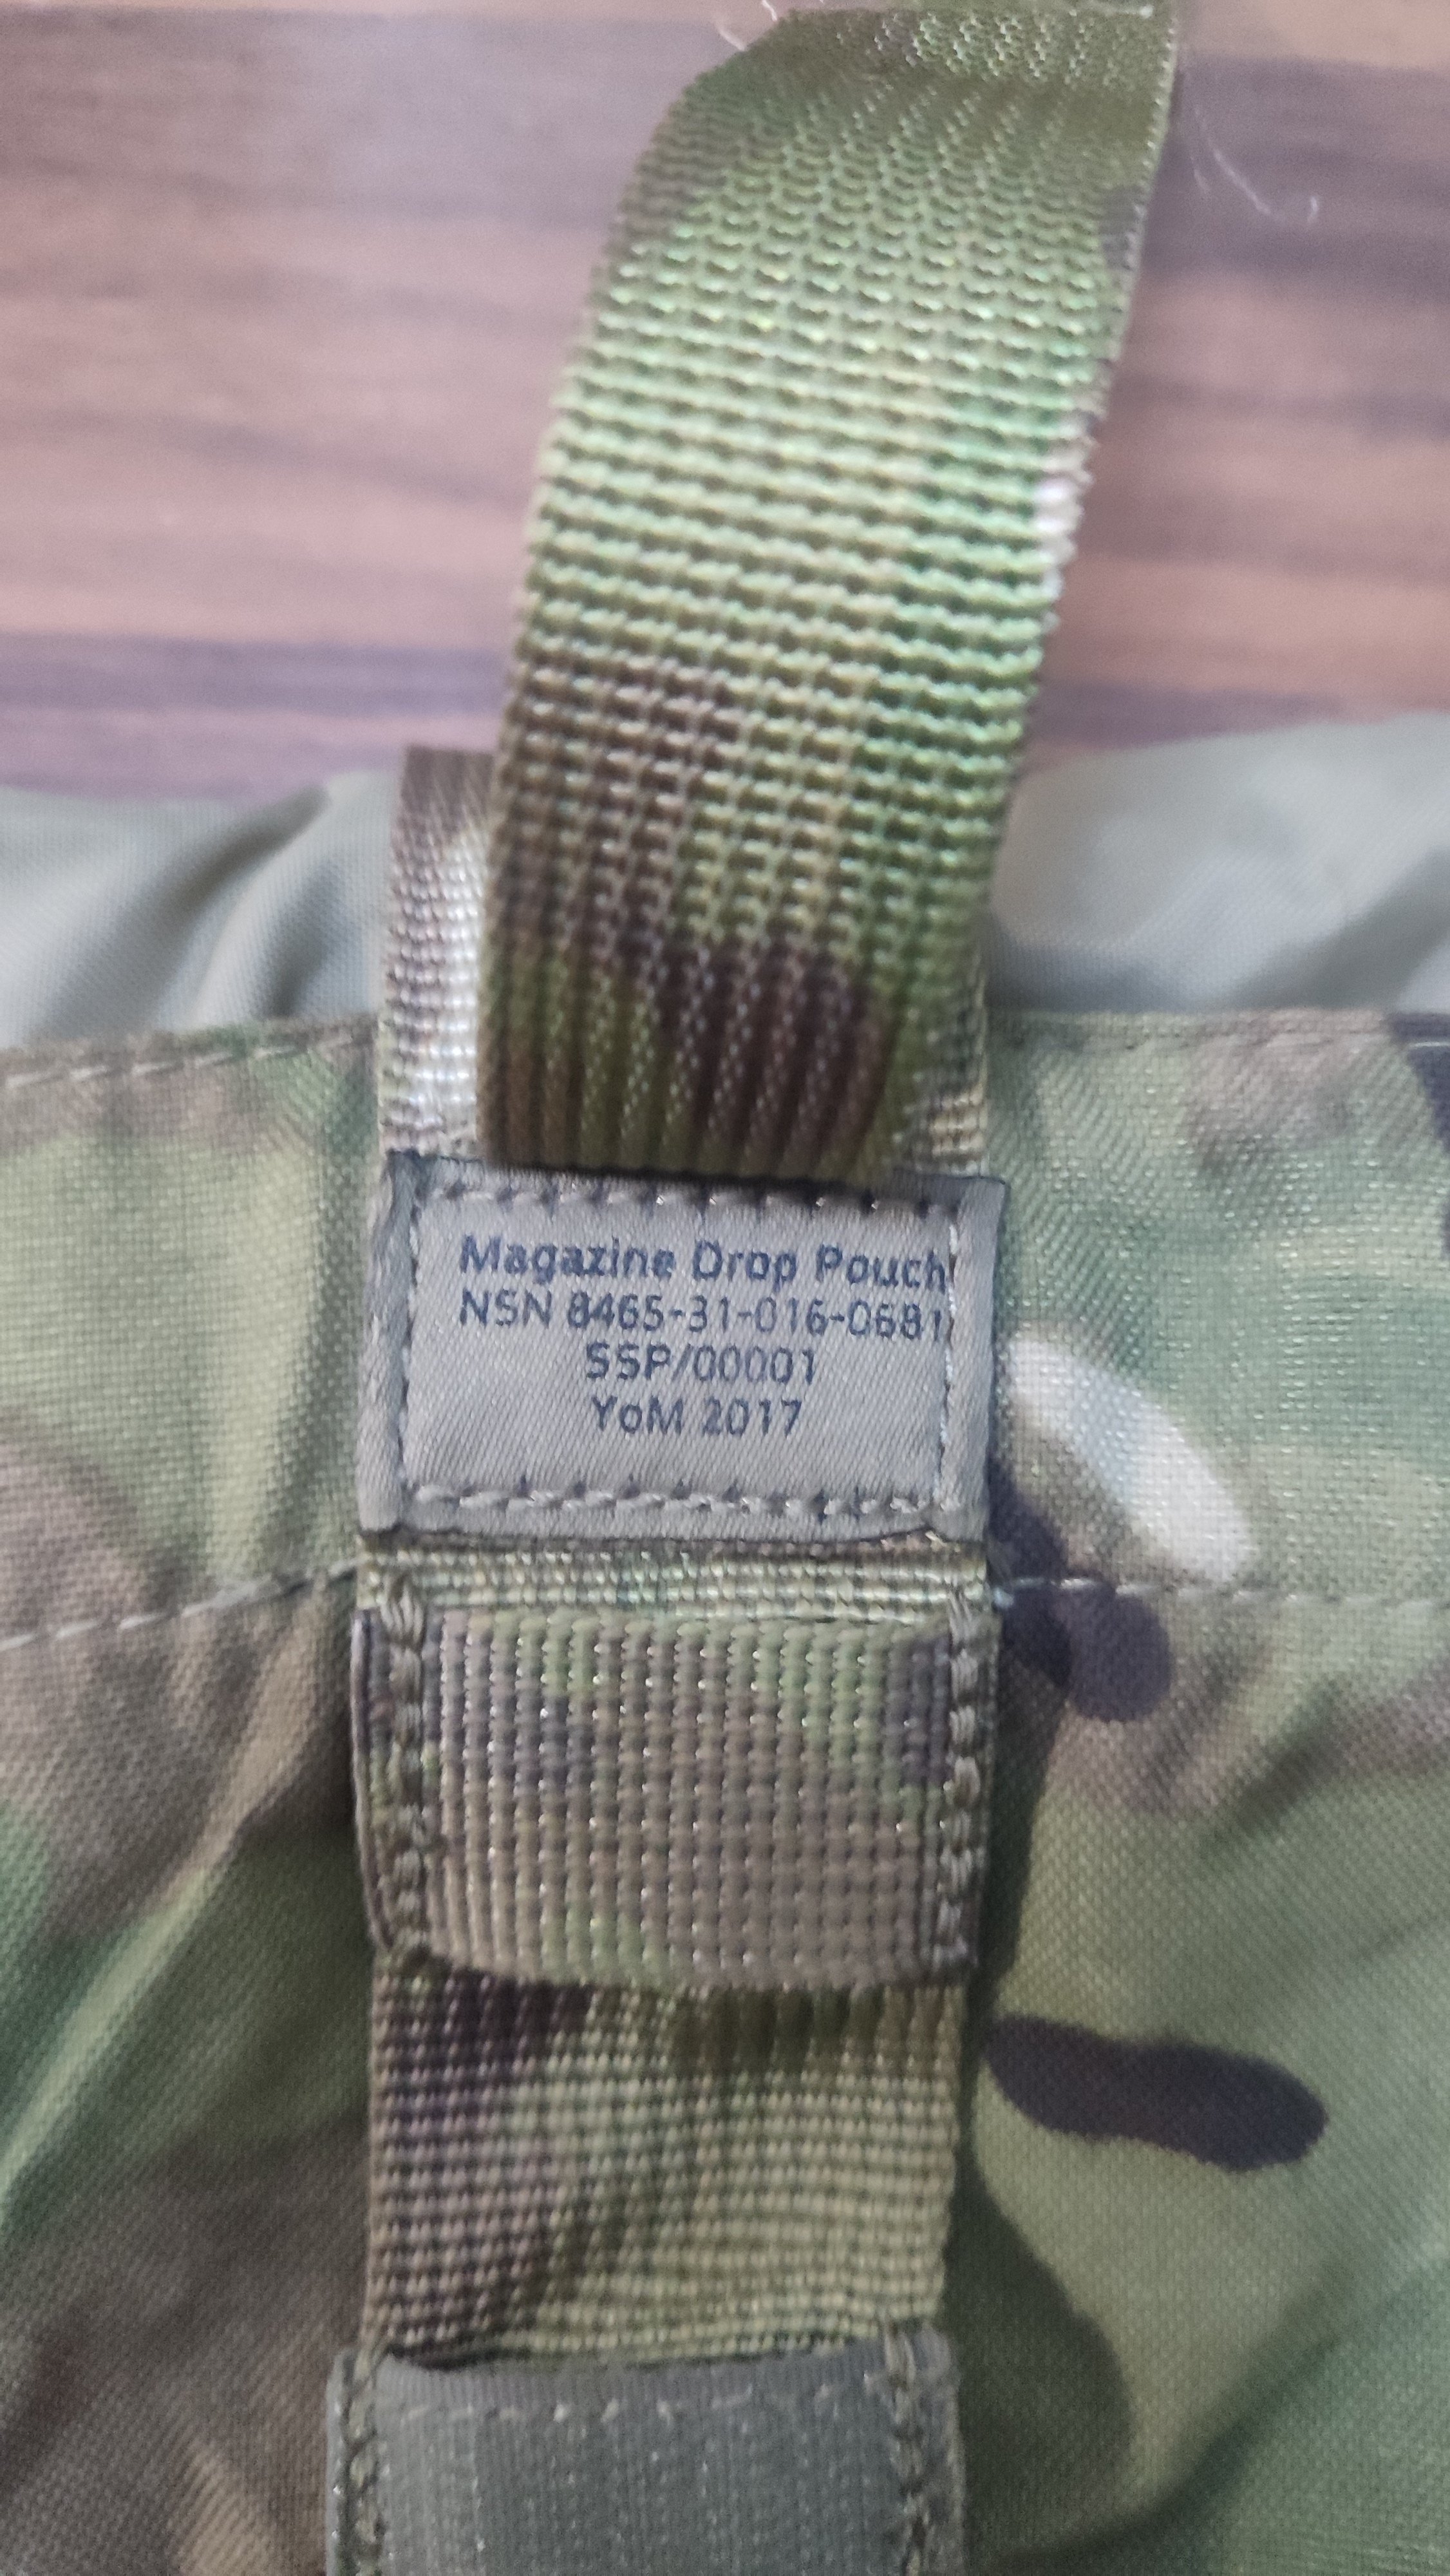 Magazine Drop Pouch
NSN 8465-31-016-0681
SSP/00001
YoM 2017